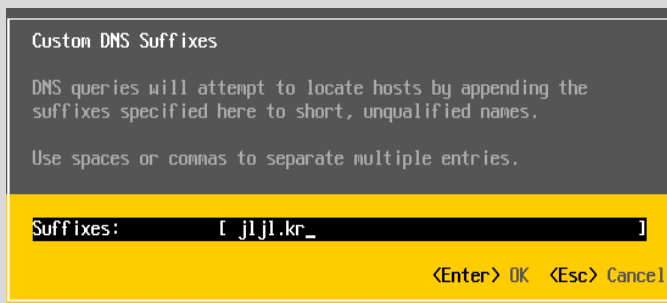 Custom DNS Suffixes
DNS queries will attempt to locate hosts by appending the
suffixes specified here to short, unqualified names.
Use spaces or commas to separate multiple entries.
Suffixes: [ jljl.kr_ ]
<Enter> OK <Esc> Cancel